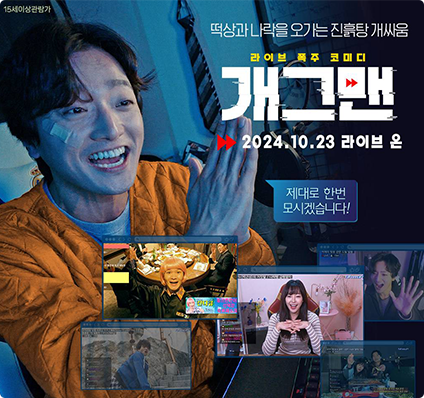 15세이상관람가
떡상과 나락을 오가는 진흙탕 개싸움
라이브 폭주 코미디
개그맨
2024.10.23 라이브 온
제대로 한번
모시겠습니다!